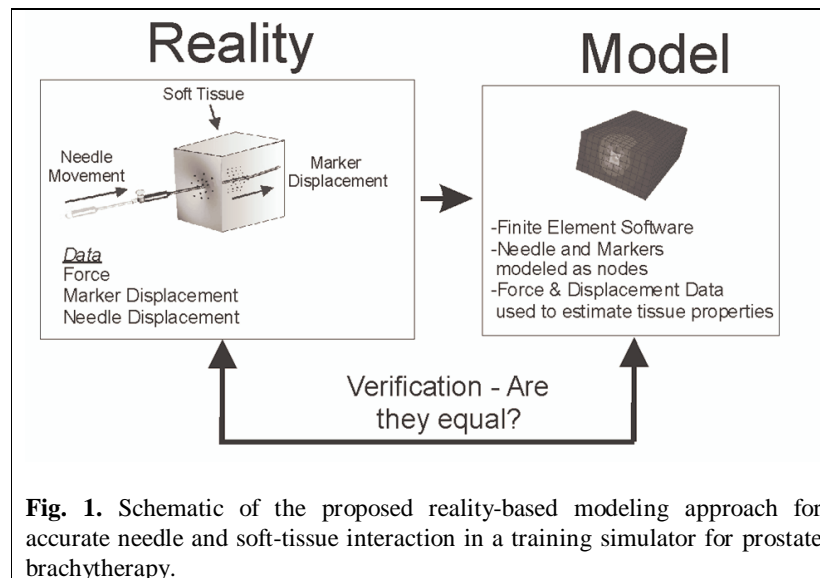 Reality
Model
Soft Tissue
Needle
Movement
Marker
Displacement
Data
Force
Marker Displacement
Needle Displacement
-Finite Element Software
-Needle and Markers
modeled as nodes
-Force & Displacement Data
used to estimate tissue properties
Verification - Are
they equal?
Fig. 1. Schematic of the proposed reality-based modeling approach for
accurate needle and soft-tissue interaction in a training simulator for prostate
brachytherapy.